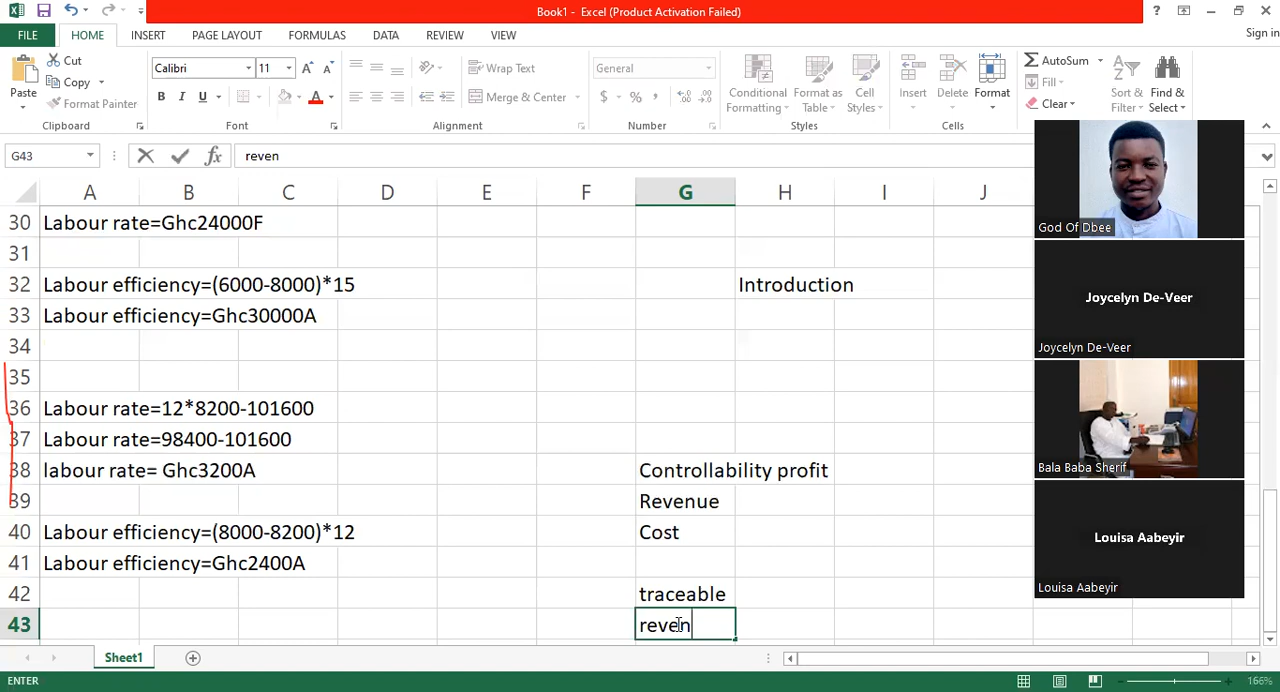 Book1 - Excel (Product Activation Failed)
?
FILE HOME INSERT PAGE LAYOUT FORMULAS DATA REVIEW VIEW Sign in
Paste Cut Copy Format Painter
Calibri 11 A A
B I U A
Wrap Text
Merge & Center
General
$ % ,
Conditional Formatting Format as Table Cell Styles
Insert Delete Format
AutoSum Fill Clear
Sort & Filter Find & Select
Clipboard Font Alignment Number Styles Cells
G43 fx reven
A B C D E F G H I J
30 Labour rate=Ghc24000F
31
32 Labour efficiency=(6000-8000)*15 Introduction
33 Labour efficiency=Ghc30000A
34
35
36 Labour rate=12*8200-101600
37 Labour rate=98400-101600
38 labour rate= Ghc3200A Controllability profit
39 Revenue
40 Labour efficiency=(8000-8200)*12 Cost
41 Labour efficiency=Ghc2400A
42 traceable
43 reven
God Of Dbee
Joycelyn De-Veer
Joycelyn De-Veer
Bala Baba Sherif
Louisa Aabeyir
Louisa Aabeyir
Sheet1
ENTER 166%